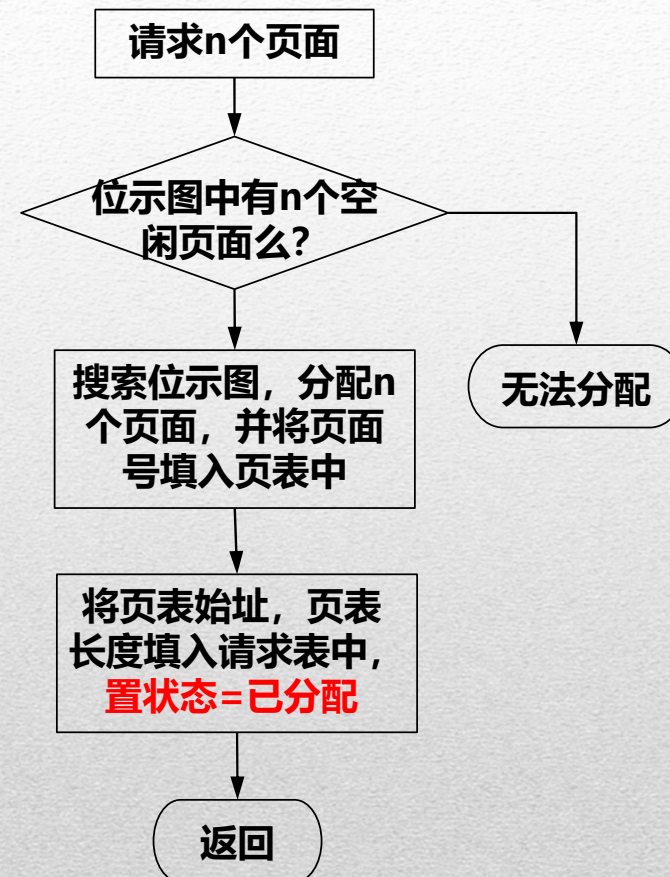 请求n个页面
位示图中有n个空
闲页面么?
搜索位示图，分配n
个页面，并将页面
号填入页表中
无法分配
将页表始址，页表
长度填入请求表中，
置状态=已分配
返回